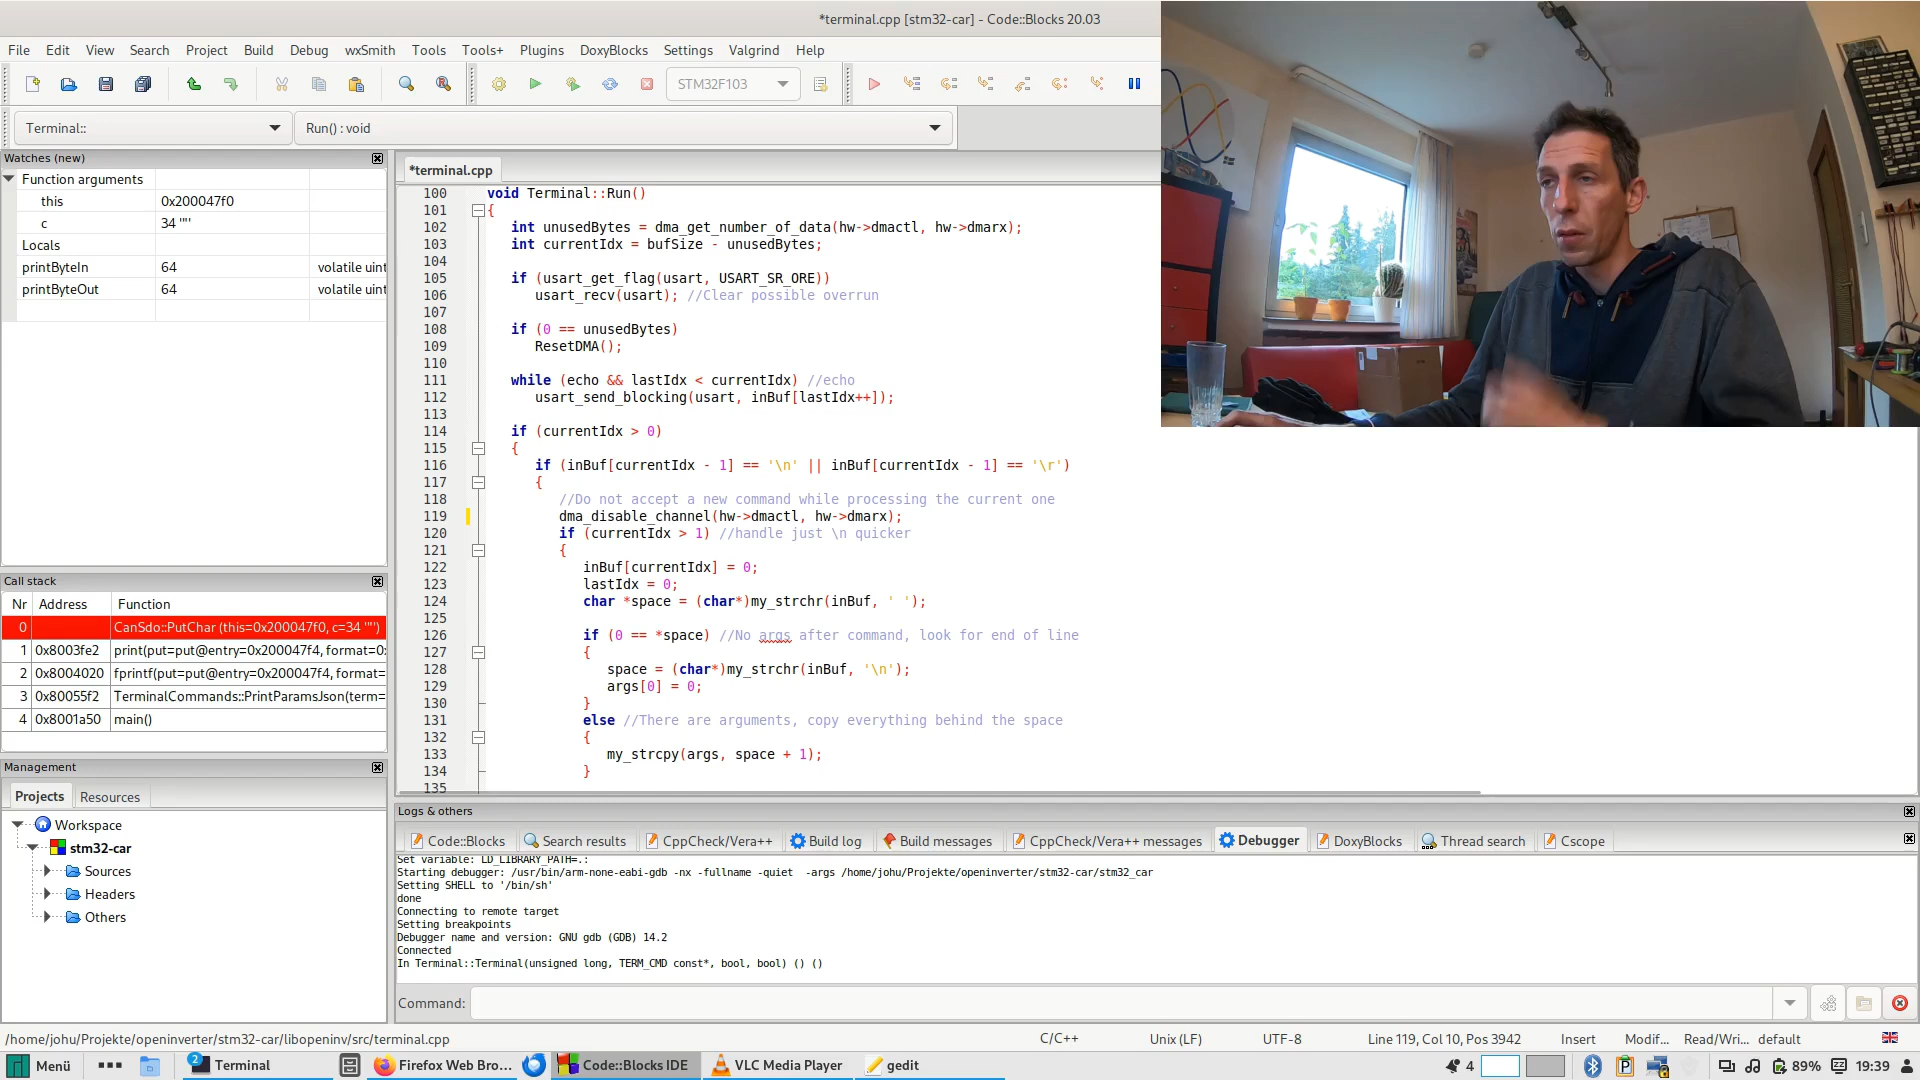 *terminal.cpp [stm32-car] - Code::Blocks 20.03
File Edit View Search Project Build Debug wxSmith Tools Tools+ Plugins DoxyBlocks Settings Valgrind Help
STM32F103
Terminal:: Run() : void
Watches (new)
Function arguments
this 0x200047f0
c 34 '"'
Locals
printByteIn 64 volatile uint
printByteOut 64 volatile uint
Call stack
Nr Address Function
0 CanSdo::PutChar (this=0x200047f0, c=34 '"')
1 0x8003fe2 print(put=put@entry=0x200047f4, format=0x
2 0x8004020 fprintf(put=put@entry=0x200047f4, format=
3 0x80055f2 TerminalCommands::PrintParamsJson(term=
4 0x8001a50 main()
Management
Projects Resources
Workspace
stm32-car
Sources
Headers
Others
*terminal.cpp
100 void Terminal::Run()
101 {
102 int unusedBytes = dma_get_number_of_data(hw->dmactl, hw->dmarx);
103 int currentIdx = bufSize - unusedBytes;
104
105 if (usart_get_flag(usart, USART_SR_ORE))
106 usart_recv(usart); //Clear possible overrun
107
108 if (0 == unusedBytes)
109 ResetDMA();
110
111 while (echo && lastIdx < currentIdx) //echo
112 usart_send_blocking(usart, inBuf[lastIdx++]);
113
114 if (currentIdx > 0)
115 {
116 if (inBuf[currentIdx - 1] == '\n' || inBuf[currentIdx - 1] == '\r')
117 {
118 //Do not accept a new command while processing the current one
119 dma_disable_channel(hw->dmactl, hw->dmarx);
120 if (currentIdx > 1) //handle just \n quicker
121 {
122 inBuf[currentIdx] = 0;
123 lastIdx = 0;
124 char *space = (char*)my_strchr(inBuf, ' ');
125
126 if (0 == *space) //No args after command, look for end of line
127 {
128 space = (char*)my_strchr(inBuf, '\n');
129 args[0] = 0;
130 }
131 else //There are arguments, copy everything behind the space
132 {
133 my_strcpy(args, space + 1);
134 }
135
Logs & others
Code::Blocks Search results CppCheck/Vera++ Build log Build messages CppCheck/Vera++ messages Debugger DoxyBlocks Thread search Cscope
Set variable: LD_LIBRARY_PATH=.:
Starting debugger: /usr/bin/arm-none-eabi-gdb -nx -fullname -quiet -args /home/johu/Projekte/openinverter/stm32-car/stm32_car
Setting SHELL to '/bin/sh'
done
Connecting to remote target
Setting breakpoints
Debugger name and version: GNU gdb (GDB) 14.2
Connected
In Terminal::Terminal(unsigned long, TERM_CMD const*, bool, bool) () ()
Command:
/home/johu/Projekte/openinverter/stm32-car/libopeninv/src/terminal.cpp C/C++ Unix (LF) UTF-8 Line 119, Col 10, Pos 3942 Insert Modif... Read/Wri... default
Menü 2 Terminal Firefox Web Bro... Code::Blocks IDE VLC Media Player gedit 4 89% 19:39